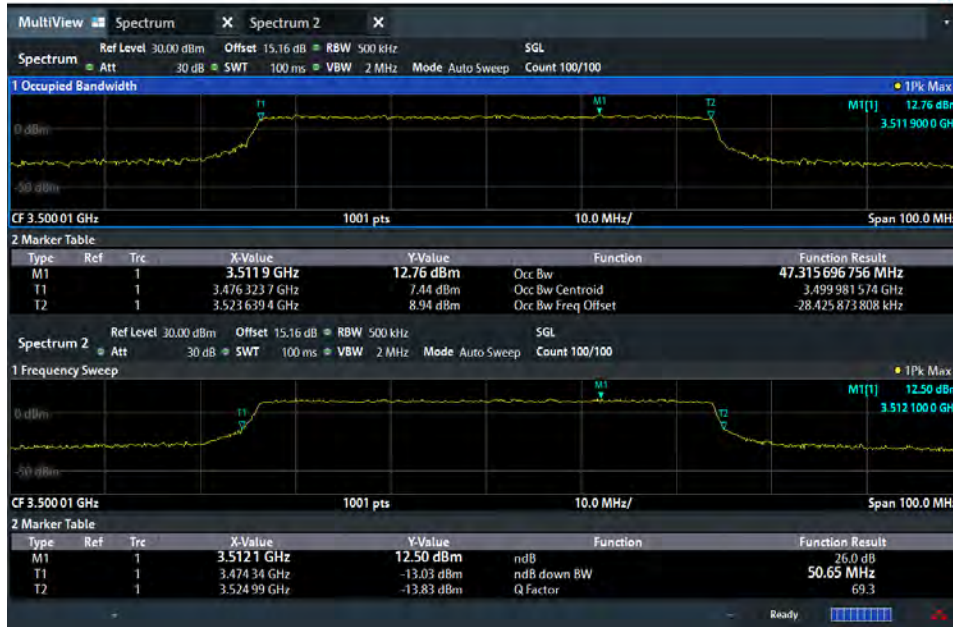 MultiView Spectrum X Spectrum 2 X
Spectrum Ref Level 30.00 dBm Offset 15.16 dB RBW 500 kHz SGL
Att 30 dB SWT 100 ms VBW 2 MHz Mode Auto Sweep Count 100/100
1 Occupied Bandwidth 1Pk Max
T1 M1 T2 M1[1] 12.76 dBm
0 dBm 3.511 900 0 GH
-50 dBm
CF 3.500 01 GHz 1001 pts 10.0 MHz/ Span 100.0 MH
2 Marker Table
Type Ref Trc X-Value Y-Value Function Function Result
M1 1 3.511 9 GHz 12.76 dBm Occ Bw 47.315 696 756 MHz
T1 1 3.476 323 7 GHz 7.44 dBm Occ Bw Centroid 3.499 981 574 GHz
T2 1 3.523 639 4 GHz 8.94 dBm Occ Bw Freq Offset -28.425 873 808 kHz
Spectrum 2 Ref Level 30.00 dBm Offset 15.16 dB RBW 500 kHz SGL
Att 30 dB SWT 100 ms VBW 2 MHz Mode Auto Sweep Count 100/100
1 Frequency Sweep 1Pk Max
M1 M1[1] 12.50 dBm
0 dBm T1 T2 3.512 100 0 GH
-50 dBm
CF 3.500 01 GHz 1001 pts 10.0 MHz/ Span 100.0 MH
2 Marker Table
Type Ref Trc X-Value Y-Value Function Function Result
M1 1 3.512 1 GHz 12.50 dBm ndB 26.0 dB
T1 1 3.474 34 GHz -13.03 dBm ndB down BW 50.65 MHz
T2 1 3.524 99 GHz -13.83 dBm Q Factor 69.3
Ready